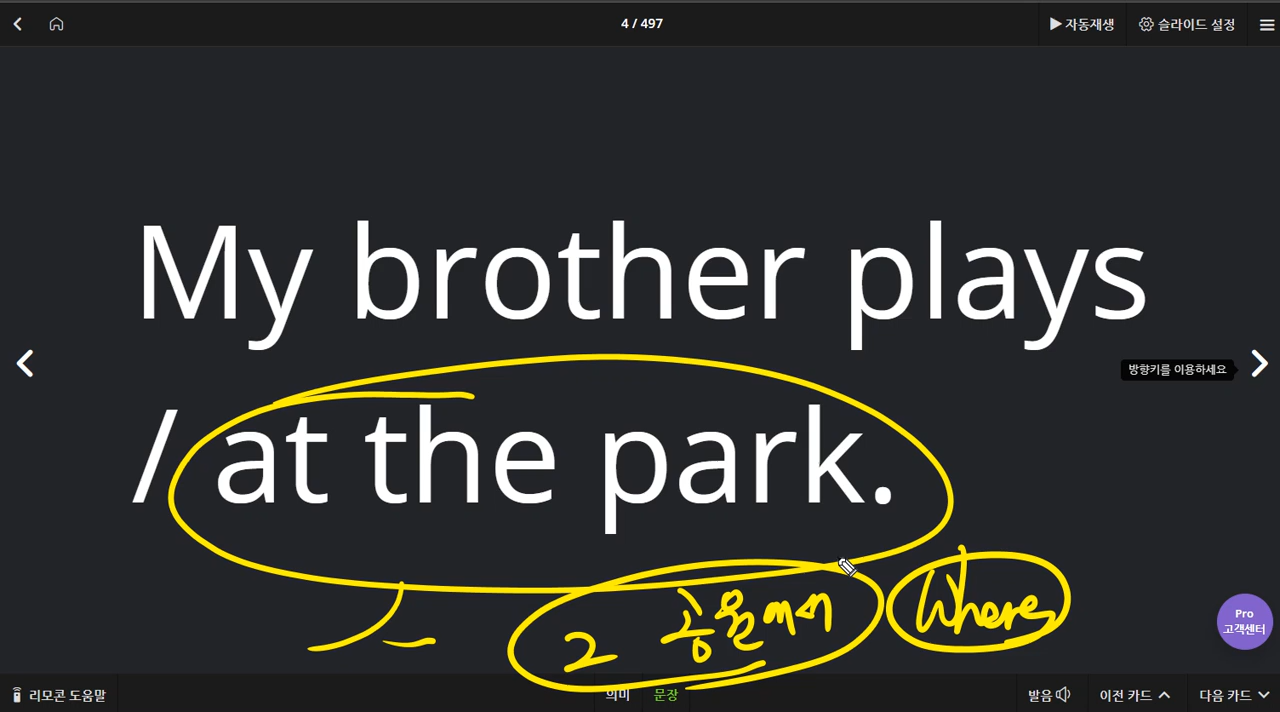 4 / 497
자동재생
슬라이드 설정
My brother plays
방향키를 이용하세요
/ at the park.
Where
Pro
고객센터
2 공원에서
리모콘 도움말
의미
문장
발음
이전 카드
다음 카드